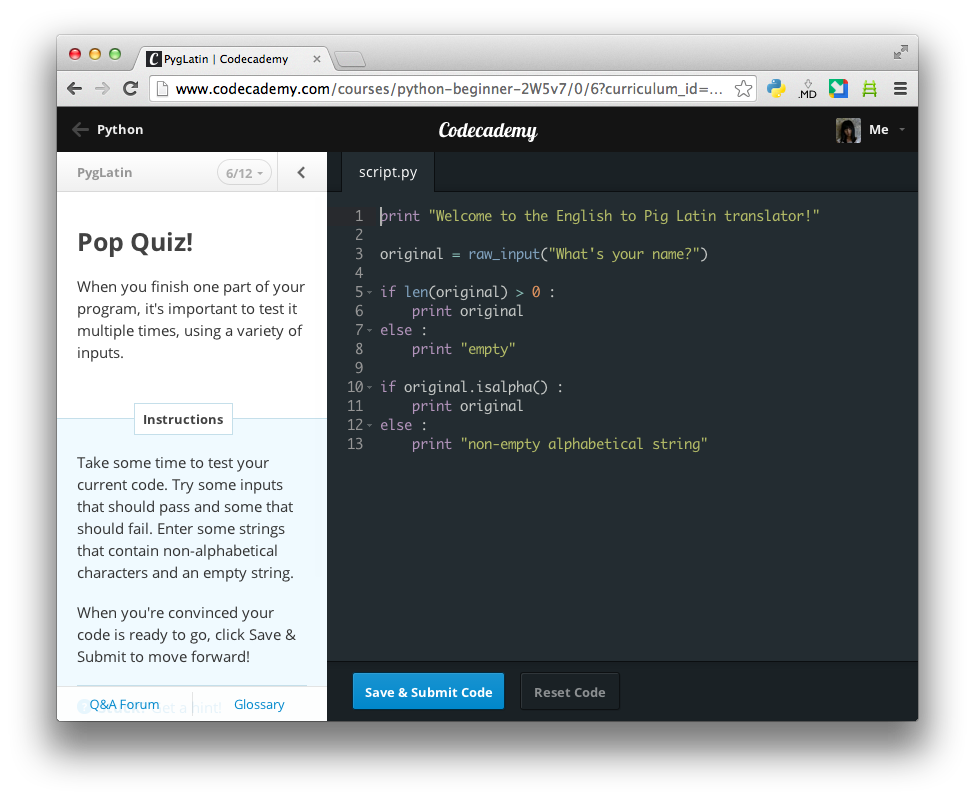 PygLatin | Codecademy
www.codecademy.com/courses/python-beginner-2W5v7/0/6?curriculum_id=...
.MD
Python
Codecademy
Me
PygLatin
6/12
script.py
Pop Quiz!
When you finish one part of your
program, it's important to test it
multiple times, using a variety of
inputs.
Instructions
Take some time to test your
current code. Try some inputs
that should pass and some that
should fail. Enter some strings
that contain non-alphabetical
characters and an empty string.
When you're convinced your
code is ready to go, click Save &
Submit to move forward!
Q&A Forum
Glossary
1 print "Welcome to the English to Pig Latin translator!"
2
3 original = raw_input("What's your name?")
4
5 if len(original) > 0 :
6     print original
7 else :
8     print "empty"
9
10 if original.isalpha() :
11     print original
12 else :
13     print "non-empty alphabetical string"
Save & Submit Code
Reset Code